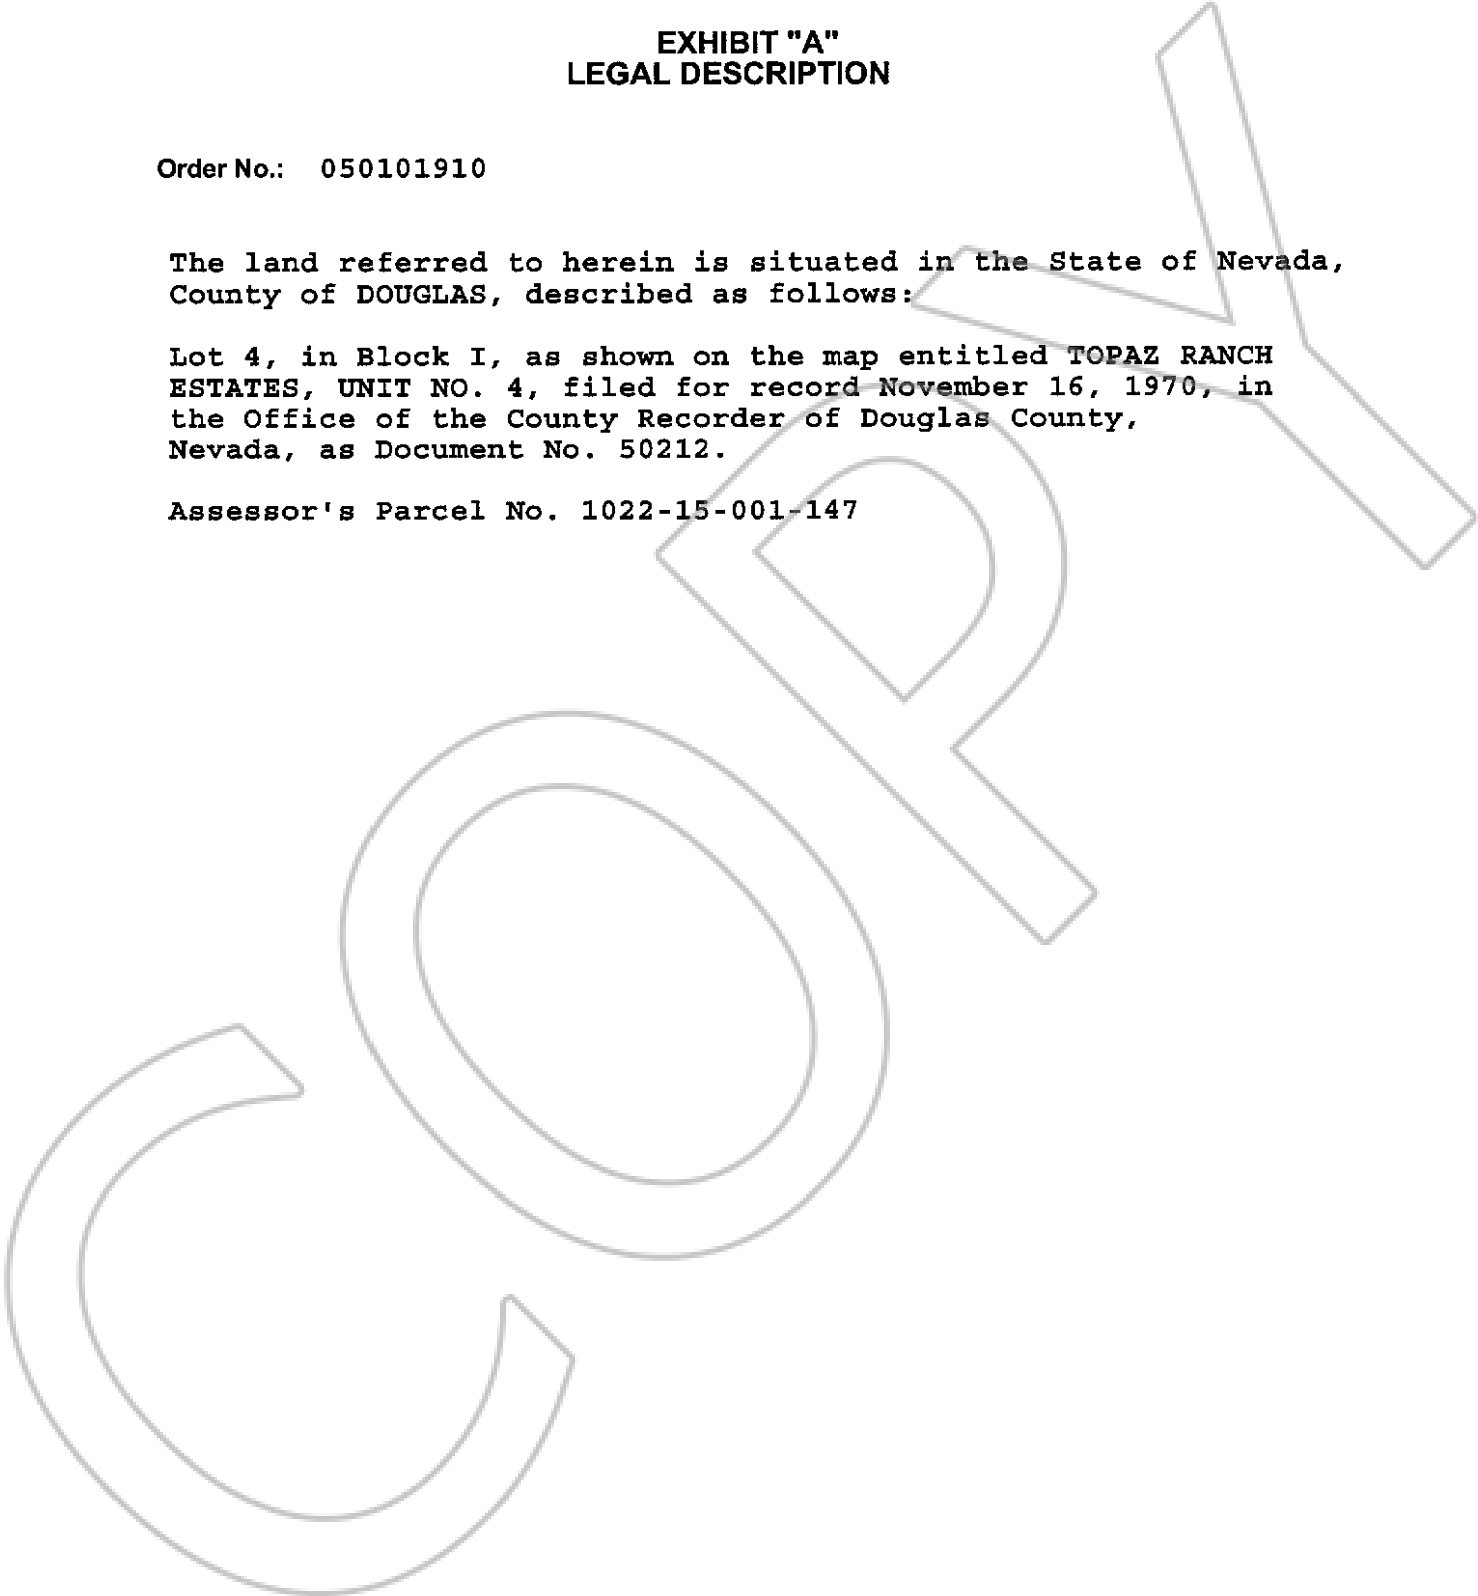 EXHIBIT "A"
LEGAL DESCRIPTION
Order No.: 050101910
The land referred to herein is situated in the State of Nevada,
County of DOUGLAS, described as follows:
Lot 4, in Block I, as shown on the map entitled TOPAZ RANCH
ESTATES, UNIT NO. 4, filed for record November 16, 1970, in
the Office of the County Recorder of Douglas County,
Nevada, as Document No. 50212.
Assessor's Parcel No. 1022-15-001-147
COPY